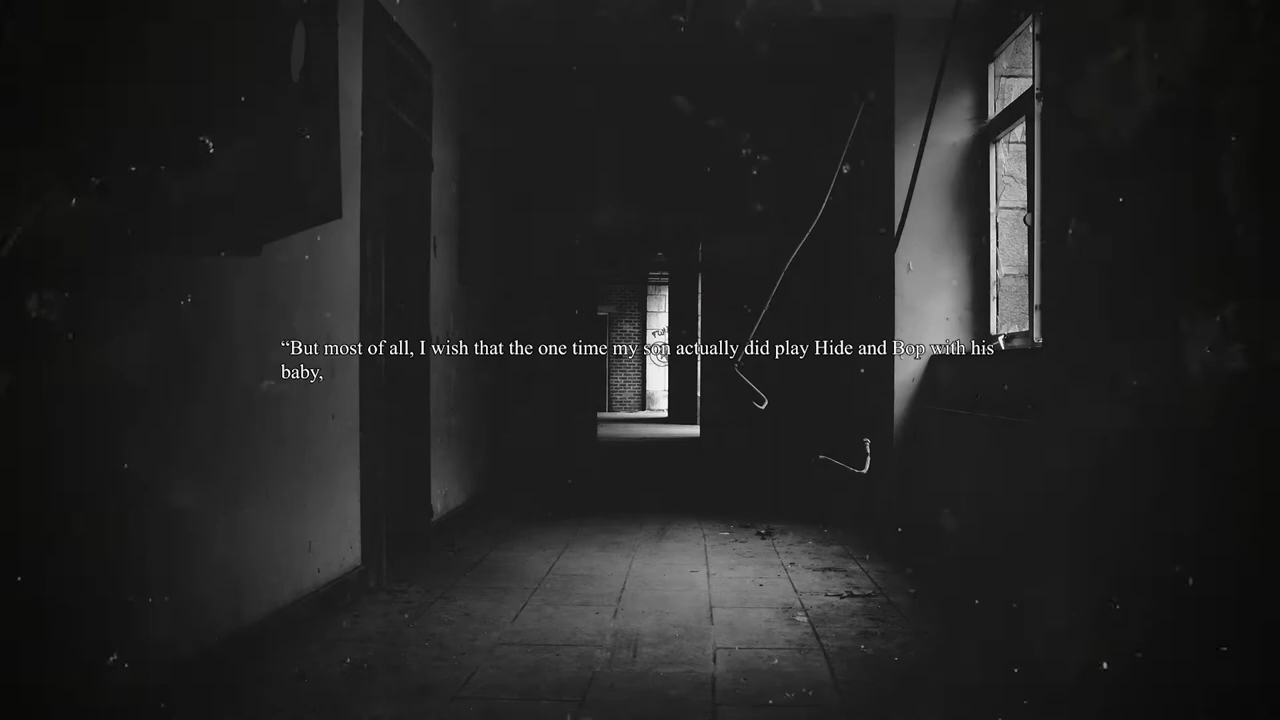 “But most of all, I wish that the one time my son actually did play Hide and Bop with his
baby,